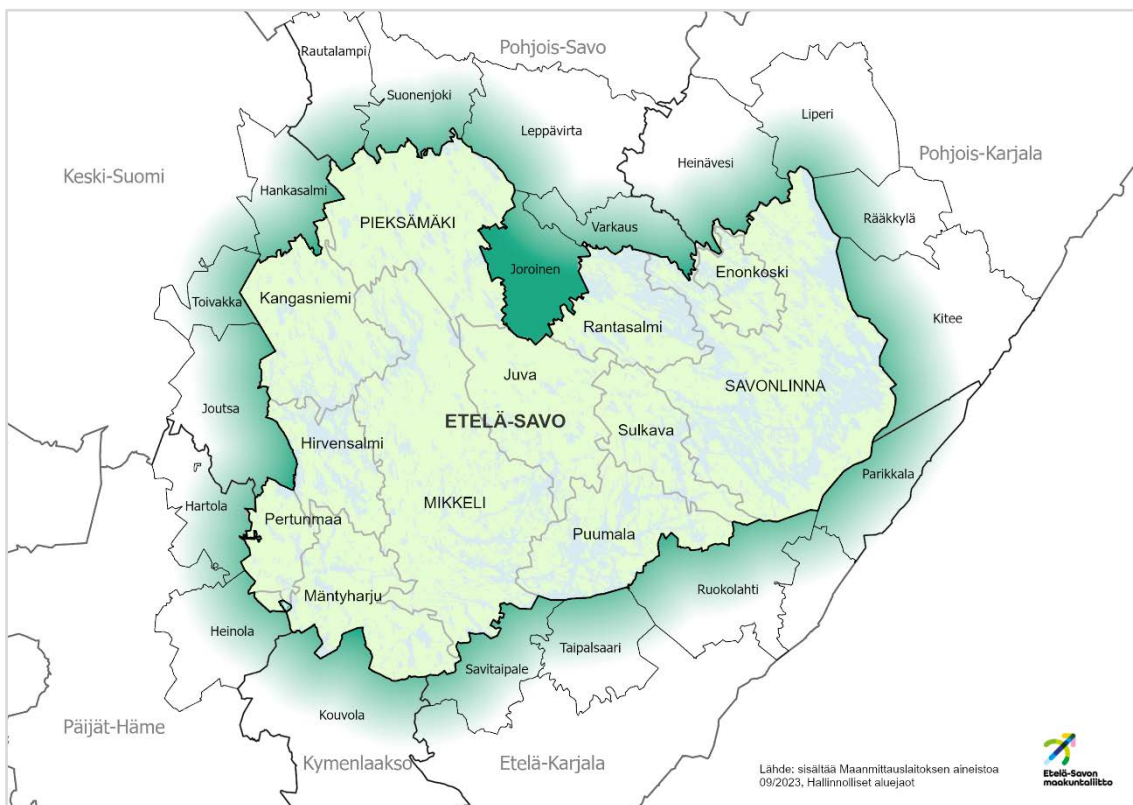 Rautalampi
Pohjois-Savo
Suonenjoki
Leppävirta
Liperi
Heinävesi
Pohjois-Karjala
Keski-Suomi
Hankasalmi
PIEKSÄMÄKI
Varkaus
Rääkkylä
Joroinen
Enonkoski
Toivakka
Kangasniemi
Rantasalmi
Kitee
Juva
SAVONLINNA
Joutsa
ETELÄ-SAVO
Sulkava
Hirvensalmi
Parikkala
MIKKELI
Hartola
Pertunmaa
Puumala
Mäntyharju
Ruokolahti
Heinola
Taipalsaari
Savitaipale
Kouvola
Päijät-Häme
Kymenlaakso
Etelä-Karjala
Lähde: sisältää Maanmittauslaitoksen aineistoa
09/2023, Hallinnolliset aluejaot
Etelä-Savon
maakuntaliitto